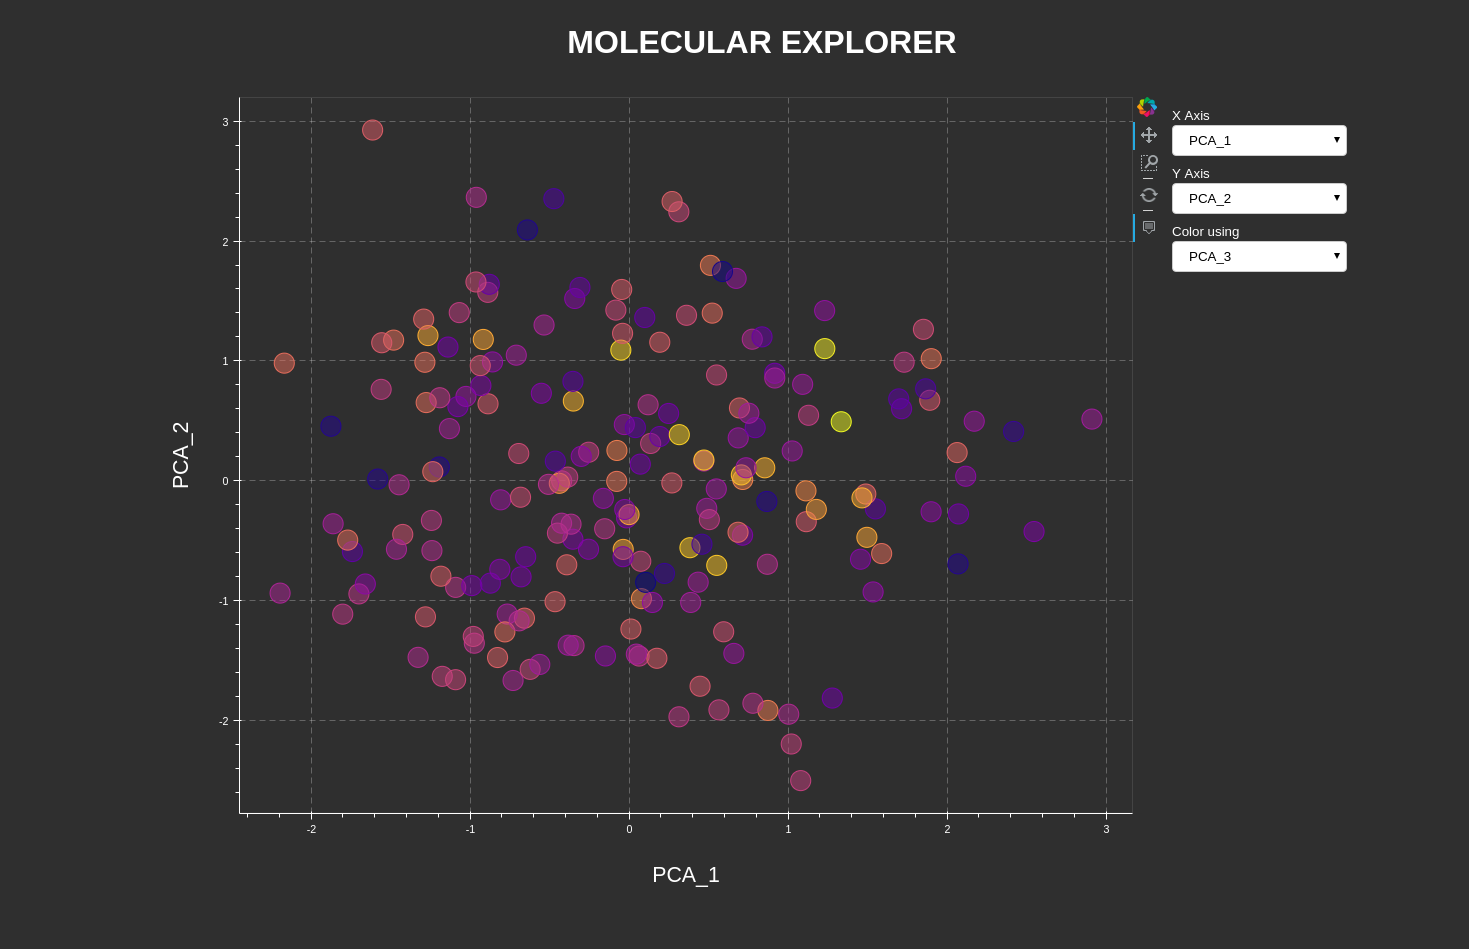 MOLECULAR EXPLORER
X Axis
PCA_1
Y Axis
PCA_2
Color using
PCA_3
3
2
1
0
-1
-2
PCA_2
-2
-1
0
1
2
3
PCA_1